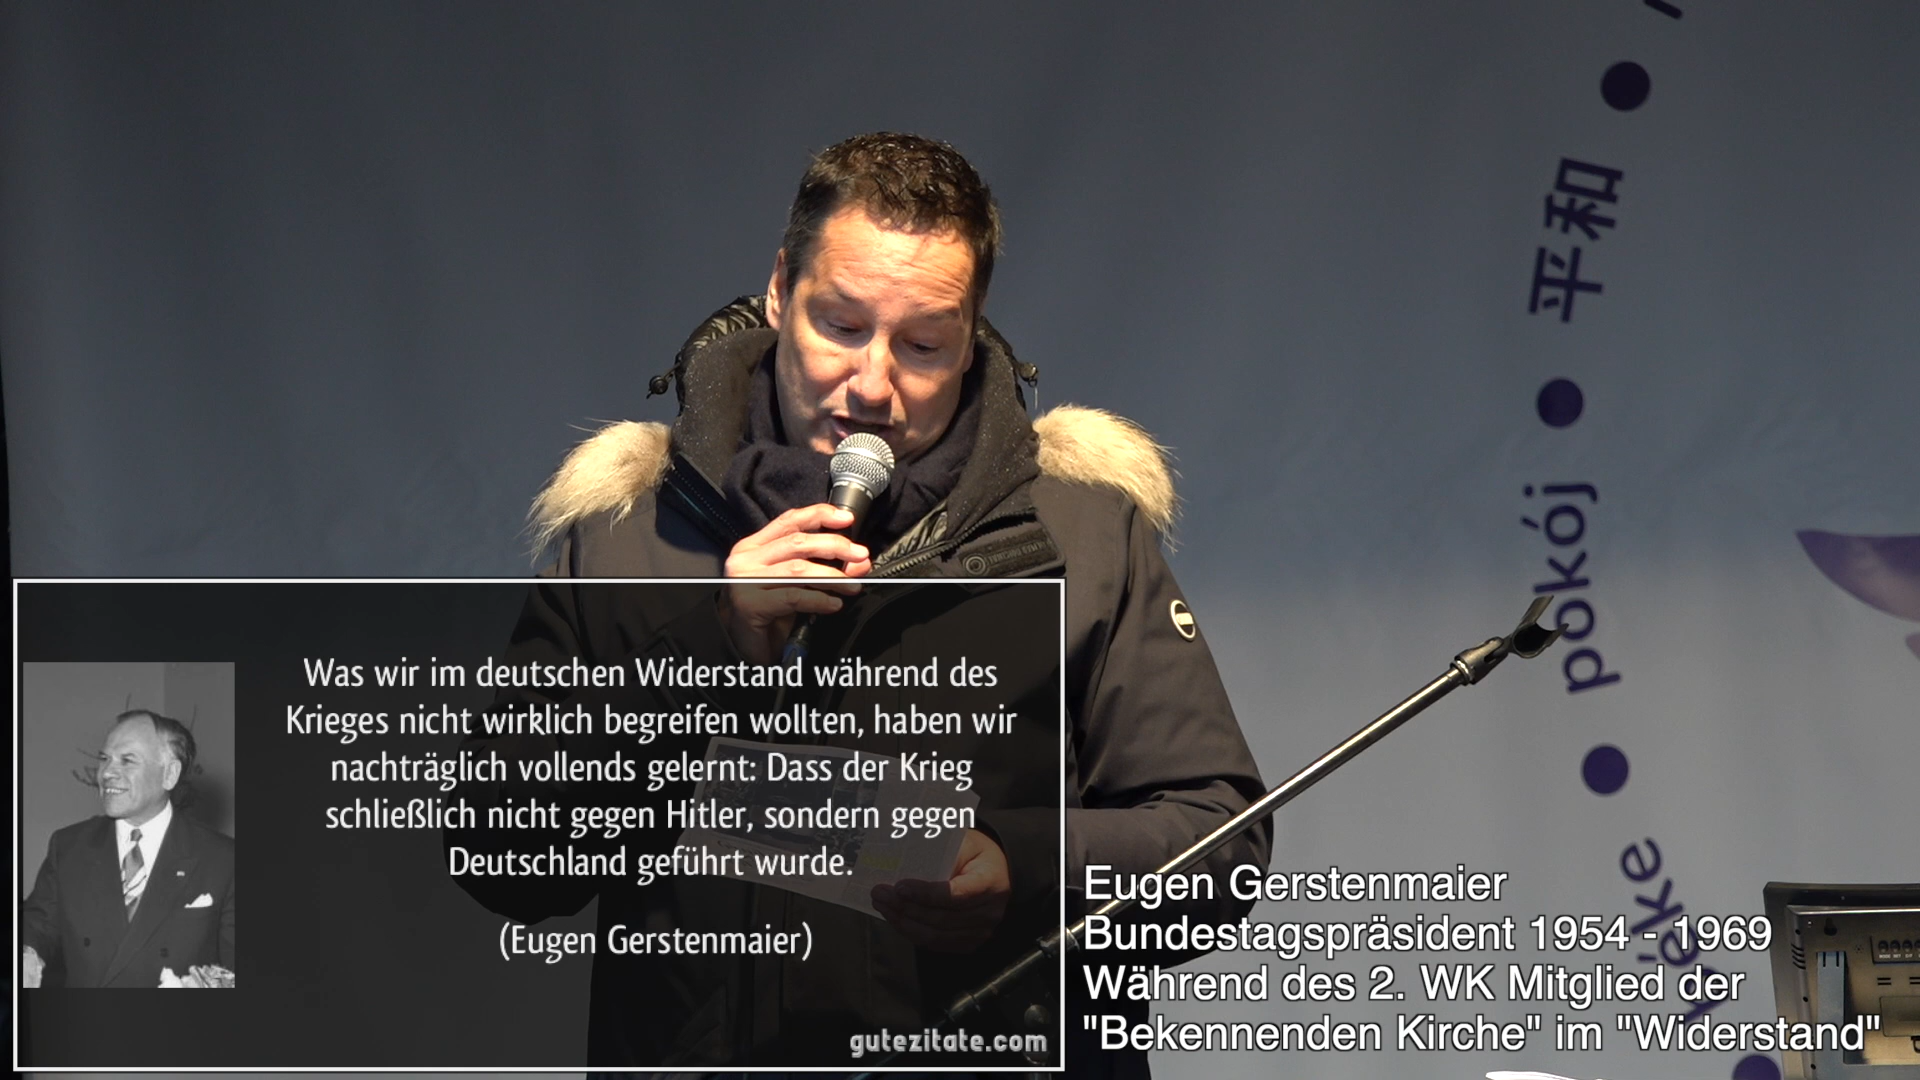 平和
pokój
béke
Was wir im deutschen Widerstand während des
Krieges nicht wirklich begreifen wollten, haben wir
nachträglich vollends gelernt: Dass der Krieg
schließlich nicht gegen Hitler, sondern gegen
Deutschland geführt wurde.
(Eugen Gerstenmaier)
gutezitate.com
Eugen Gerstenmaier
Bundestagspräsident 1954 - 1969
Während des 2. WK Mitglied der
"Bekennenden Kirche" im "Widerstand"